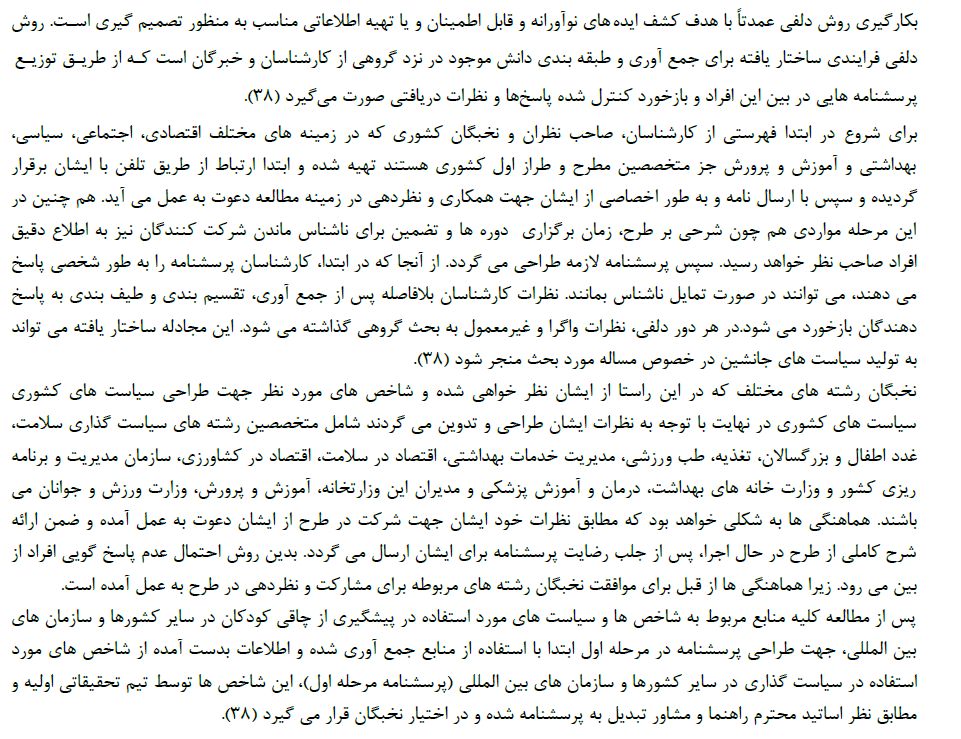 بکارگیری روش دلفی عمدتاً با هدف کشف ایده های نوآورانه و قابل اطمینان و یا تهیه اطلاعاتی مناسب به منظور تصمیم گیری است. روش
دلفی فرایندی ساختار یافته برای جمع آوری و طبقه بندی دانش موجود در نزد گروهی از کارشناسان و خبرگان است که از طریق توزیع
پرسشنامه هایی در بین این افراد و بازخورد کنترل شده پاسخ‌ها و نظرات دریافتی صورت می‌گیرد (۳۸).
برای شروع در ابتدا فهرستی از کارشناسان، صاحب نظران و نخبگان کشوری که در زمینه های مختلف اقتصادی، اجتماعی، سیاسی،
بهداشتی و آموزش و پرورش جز متخصصین مطرح و طراز اول کشوری هستند تهیه شده و ابتدا ارتباط از طریق تلفن با ایشان برقرار
گردیده و سپس با ارسال نامه و به طور اخصاصی از ایشان جهت همکاری و نظردهی در زمینه مطالعه دعوت به عمل می آید. هم چنین در
این مرحله مواردی هم چون شرحی بر طرح، زمان برگزاری دوره ها و تضمین برای ناشناس ماندن شرکت کنندگان نیز به اطلاع دقیق
افراد صاحب نظر خواهد رسید. سپس پرسشنامه لازمه طراحی می گردد. از آنجا که در ابتدا، کارشناسان پرسشنامه را به طور شخصی پاسخ
می دهند، می توانند در صورت تمایل ناشناس بمانند. نظرات کارشناسان بلافاصله پس از جمع آوری، تقسیم بندی و طیف بندی به پاسخ
دهندگان بازخورد می شود.در هر دور دلفی، نظرات واگرا و غیرمعمول به بحث گروهی گذاشته می شود. این مجادله ساختار یافته می تواند
به تولید سیاست های جانشین در خصوص مساله مورد بحث منجر شود (۳۸).
نخبگان رشته های مختلف که در این راستا از ایشان نظر خواهی شده و شاخص های مورد نظر جهت طراحی سیاست های کشوری
سیاست های کشوری در نهایت با توجه به نظرات ایشان طراحی و تدوین می گردند شامل متخصصین رشته های سیاست گذاری سلامت،
غدد اطفال و بزرگسالان، تغذیه، طب ورزشی، مدیریت خدمات بهداشتی، اقتصاد در سلامت، اقتصاد در کشاورزی، سازمان مدیریت و برنامه
ریزی کشور و وزارت خانه های بهداشت، درمان و آموزش پزشکی و مدیران این وزارتخانه، آموزش و پرورش، وزارت ورزش و جوانان می
باشند. هماهنگی ها به شکلی خواهد بود که مطابق نظرات خود ایشان جهت شرکت در طرح از ایشان دعوت به عمل آمده و ضمن ارائه
شرح کاملی از طرح در حال اجرا، پس از جلب رضایت پرسشنامه برای ایشان ارسال می گردد. بدین روش احتمال عدم پاسخ گویی افراد از
بین می رود. زیرا هماهنگی ها از قبل برای موافقت نخبگان رشته های مربوطه برای مشارکت و نظردهی در طرح به عمل آمده است.
پس از مطالعه کلیه منابع مربوط به شاخص ها و سیاست های مورد استفاده در پیشگیری از چاقی کودکان در سایر کشورها و سازمان های
بین المللی، جهت طراحی پرسشنامه در مرحله اول ابتدا با استفاده از منابع جمع آوری شده و اطلاعات بدست آمده از شاخص های مورد
استفاده در سیاست گذاری در سایر کشورها و سازمان های بین المللی (پرسشنامه مرحله اول)، این شاخص ها توسط تیم تحقیقاتی اولیه و
مطابق نظر اساتید محترم راهنما و مشاور تبدیل به پرسشنامه شده و در اختیار نخبگان قرار می گیرد (۳۸).